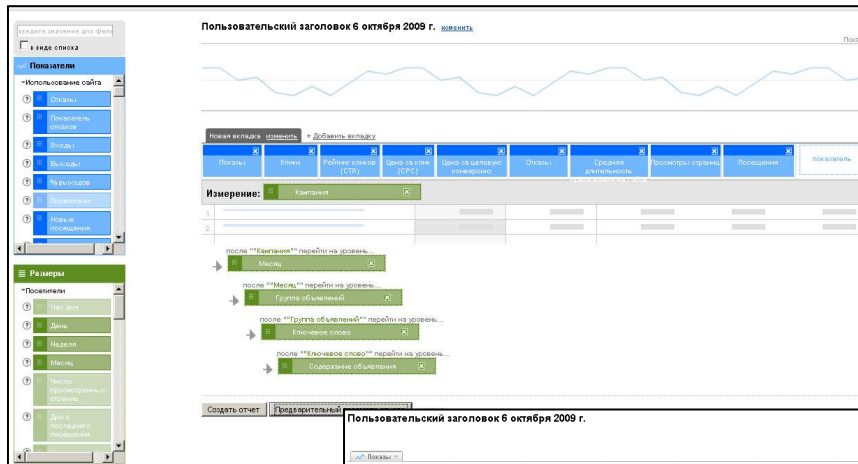 Пользовательский заголовок 6 октября 2009 г. изменить
введите значение для фил
в виде списка
Показатели
Использование сайта
Отказы
Показатель
отказов
Входы
Выходы
% выходов
Посетители
Новые
посещения
Размеры
Посетители
Час дня
День
Неделя
Месяц
Число
просмотренных
страниц
Дни с
последнего
посещения
Пока
Новая вкладка изменить + Добавить вкладку
Показы
Клики
Рейтинг кликов
(CTR)
Цена за клик
(CPC)
Цена за целевую
конверсию
Отказы
Средняя
длительность
Просмотры страниц
Посещения
показатель
Измерение: Кампания
1
2
после ""Кампания"" перейти на уровень...
Месяц
после ""Месяц"" перейти на уровень...
Группа объявлений
после ""Группа объявлений"" перейти на уровень...
Ключевое слово
после ""Ключевое слово"" перейти на уровень...
Содержание объявления
Создать отчет Предварительный
Пользовательский заголовок 6 октября 2009 г.
Показы